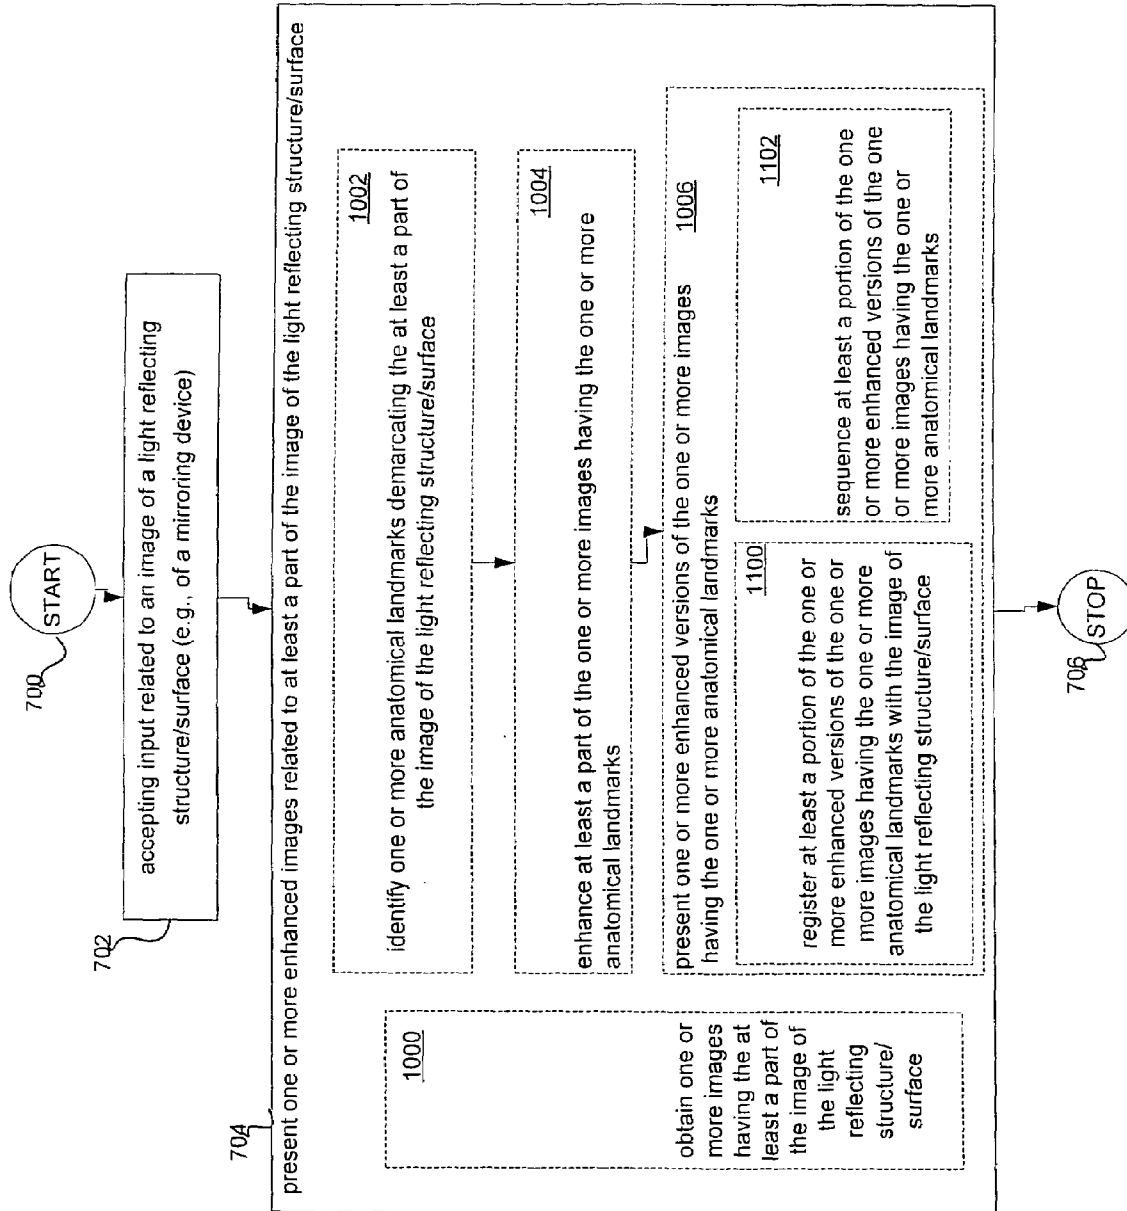 START
700
accepting input related to an image of a light reflecting
structure/surface (e.g., of a mirroring device)
702
704
present one or more enhanced images related to at least a part of the image of the light reflecting structure/surface
1000
obtain one or
more images
having the at
least a part of
the image of
the light
reflecting
structure/
surface
1002
identify one or more anatomical landmarks demarcating the at least a part of
the image of the light reflecting structure/surface
1004
enhance at least a part of the one or more images having the one or more
anatomical landmarks
1006
present one or more enhanced versions of the one or more images
having the one or more anatomical landmarks
1100
register at least a portion of the one or
more enhanced versions of the one or
more images having the one or more
anatomical landmarks with the image of
the light reflecting structure/surface
1102
sequence at least a portion of the one
or more enhanced versions of the one
or more images having the one or
more anatomical landmarks
706
STOP